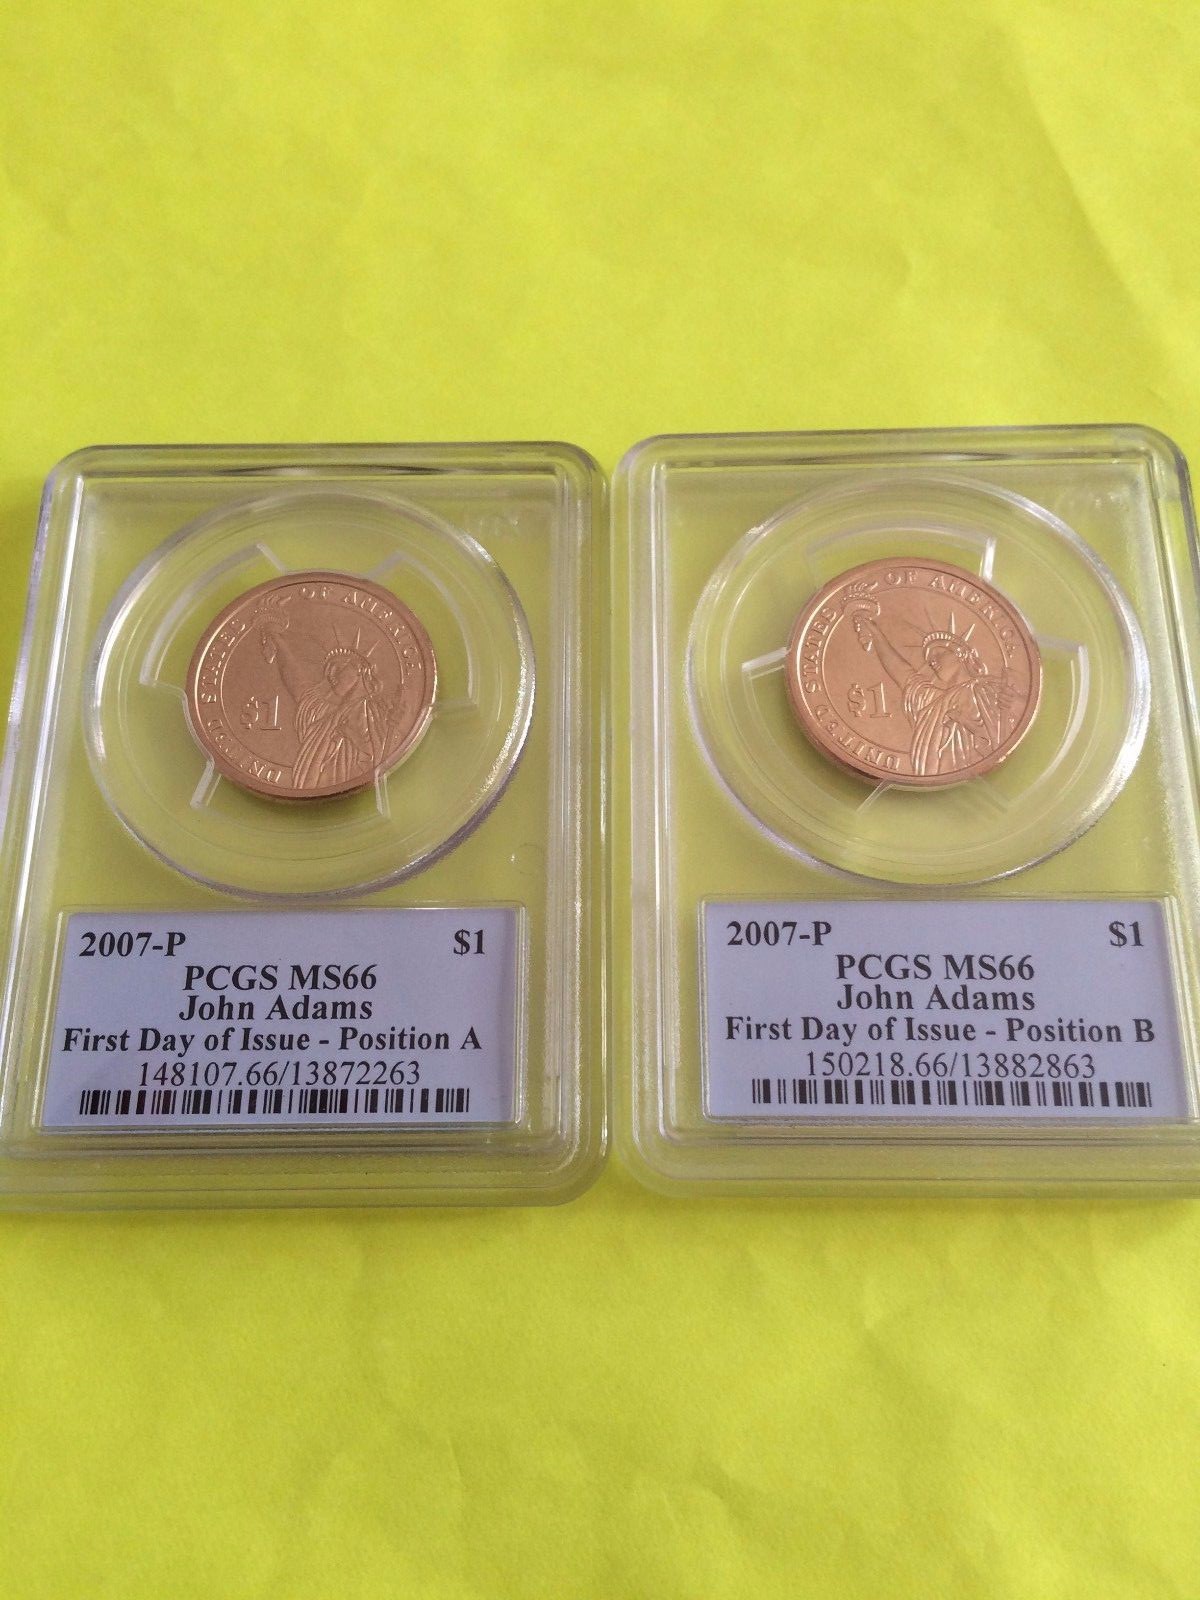 UNITED STATES OF AMERICA
$1
2007-P $1
PCGS MS66
John Adams
First Day of Issue - Position A
148107.66/13872263
UNITED STATES OF AMERICA
$1
2007-P $1
PCGS MS66
John Adams
First Day of Issue - Position B
150218.66/13882863